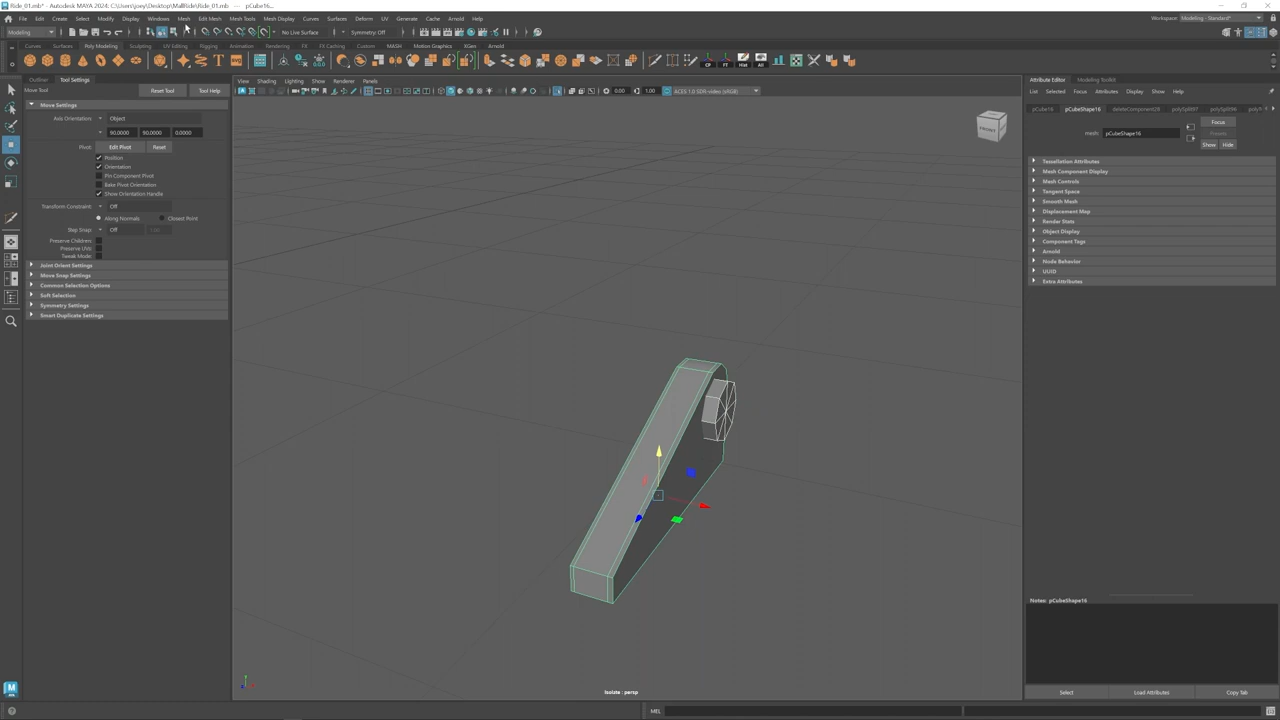 Ride_01.mb* - Autodesk MAYA 2024: C:\Users\joey\Desktop\MallRide\Ride_01.mb --- pCube16...
File Edit Create Select Modify Display Windows Mesh Edit Mesh Mesh Tools Mesh Display Curves Surfaces Deform UV Generate Cache Arnold Help
Workspace: Modeling - Standard*
Modeling
No Live Surface
Symmetry: Off
Curves Surfaces Poly Modeling Sculpting UV Editing Rigging Animation Rendering FX FX Caching Custom MASH Motion Graphics XGen Arnold
CP FT Hist All
Outliner Tool Settings
Move Tool Reset Tool Tool Help
Move Settings
Axis Orientation Object
90.0000 90.0000 0.0000
Pivot: Edit Pivot Reset
Position
Orientation
Pin Component Pivot
Bake Pivot Orientation
Show Orientation Handle
Transform Constraint: Off
Along Normals Closest Point
Step Snap: Off 1.00
Preserve Children:
Preserve UVs:
Tweak Mode:
Joint Orient Settings
Move Snap Settings
Common Selection Options
Soft Selection
Symmetry Settings
Smart Duplicate Settings
View Shading Lighting Show Renderer Panels
0.00 1.00 ACES 1.0 SDR-video (sRGB)
FRONT
Isolate : persp
Attribute Editor Modeling Toolkit
List Selected Focus Attributes Display Show Help
pCube16 pCubeShape16 deleteComponent28 polySplit97 polySplit96
mesh: pCubeShape16
Focus
Presets
Show Hide
Tessellation Attributes
Mesh Component Display
Mesh Controls
Tangent Space
Smooth Mesh
Displacement Map
Render Stats
Object Display
Component Tags
Arnold
Node Behavior
UUID
Extra Attributes
Notes: pCubeShape16
Select Load Attributes Copy Tab
MEL